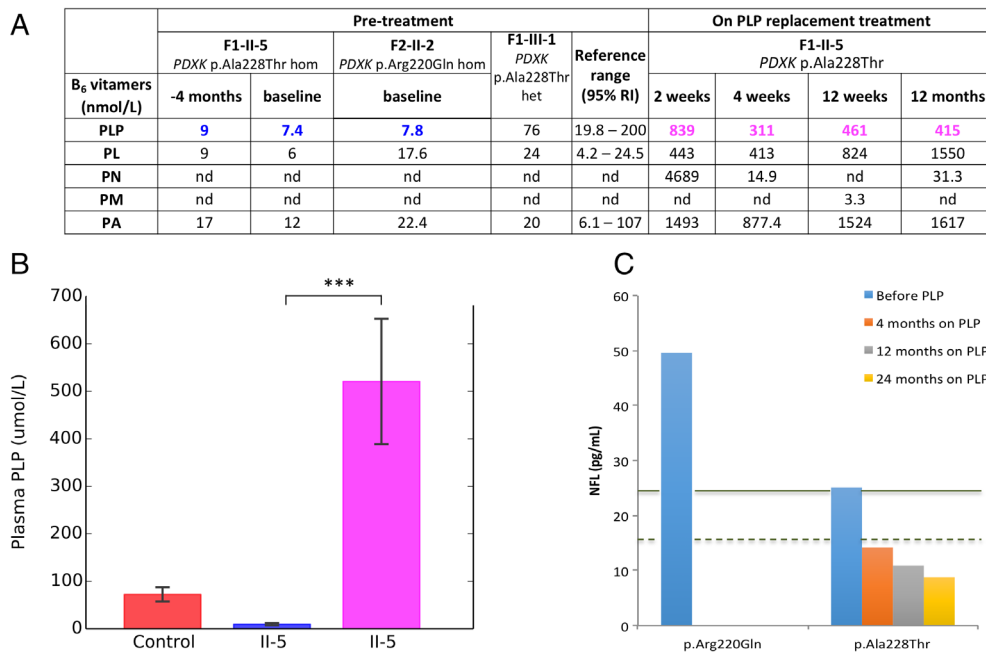 A
Pre-treatment On PLP replacement treatment
F1-II-5 F2-II-2 F1-III-1 Reference range (95% RI) F1-II-5
PDXK p.Ala228Thr hom PDXK p.Arg220Gln hom PDXK p.Ala228Thr het PDXK p.Ala228Thr
B6 vitamers (nmol/L) -4 months baseline baseline 2 weeks 4 weeks 12 weeks 12 months
PLP 9 7.4 7.8 76 19.8 – 200 839 311 461 415
PL 9 6 17.6 24 4.2 – 24.5 443 413 824 1550
PN nd nd nd nd nd 4689 14.9 nd 31.3
PM nd nd nd nd nd nd nd 3.3 nd
PA 17 12 22.4 20 6.1 – 107 1493 877.4 1524 1617
B
Plasma PLP (umol/L)
700
600
500
400
300
200
100
0
***
Control II-5 II-5
C
NFL (pg/mL)
60
50
40
30
20
10
0
Before PLP
4 months on PLP
12 months on PLP
24 months on PLP
p.Arg220Gln p.Ala228Thr